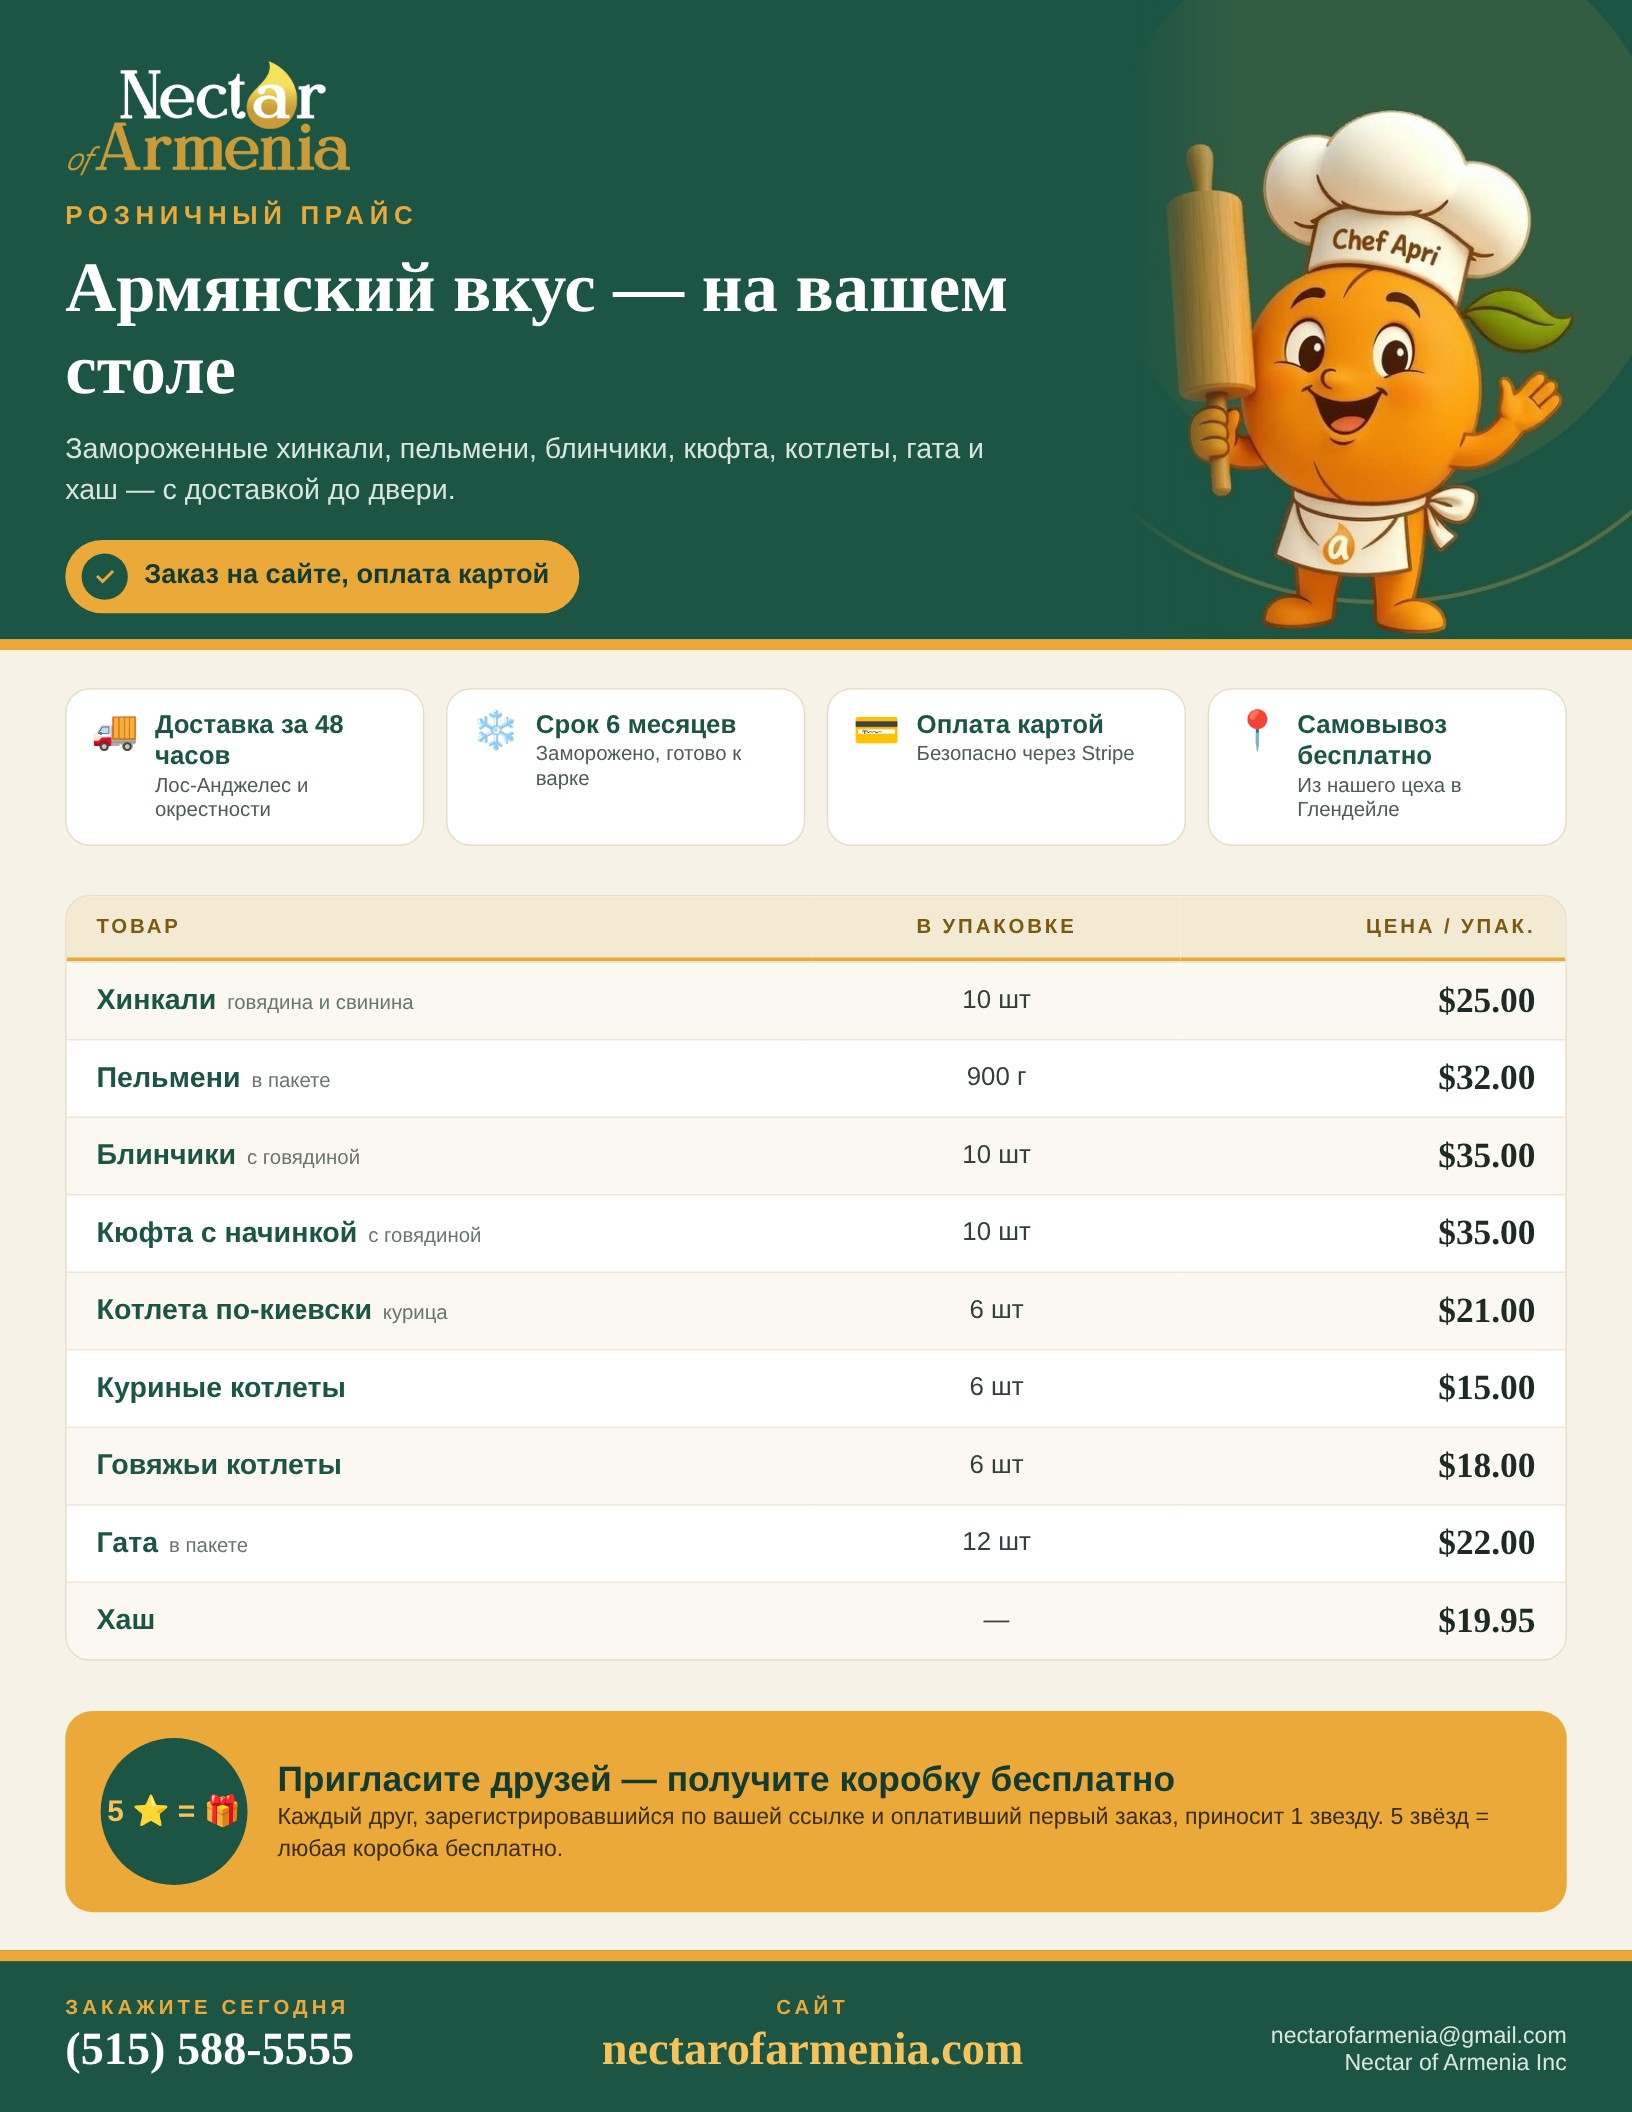 Nectar
of Armenia
РОЗНИЧНЫЙ ПРАЙС
Армянский вкус — на вашем
столе
Замороженные хинкали, пельмени, блинчики, кюфта, котлеты, гата и
хаш — с доставкой до двери.
Заказ на сайте, оплата картой
Chef Apri
a
Доставка за 48
часов
Лос-Анджелес и
окрестности
Срок 6 месяцев
Заморожено, готово к
варке
Оплата картой
Безопасно через Stripe
Самовывоз
бесплатно
Из нашего цеха в
Глендейле
ТОВАР В УПАКОВКЕ ЦЕНА / УПАК.
Хинкали говядина и свинина 10 шт $25.00
Пельмени в пакете 900 г $32.00
Блинчики с говядиной 10 шт $35.00
Кюфта с начинкой с говядиной 10 шт $35.00
Котлета по-киевски курица 6 шт $21.00
Куриные котлеты 6 шт $15.00
Говяжьи котлеты 6 шт $18.00
Гата в пакете 12 шт $22.00
Хаш — $19.95
5 ⭐ = 🎁
Пригласите друзей — получите коробку бесплатно
Каждый друг, зарегистрировавшийся по вашей ссылке и оплативший первый заказ, приносит 1 звезду. 5 звёзд =
любая коробка бесплатно.
ЗАКАЖИТЕ СЕГОДНЯ
(515) 588-5555
САЙТ
nectarofarmenia.com
nectarofarmenia@gmail.com
Nectar of Armenia Inc